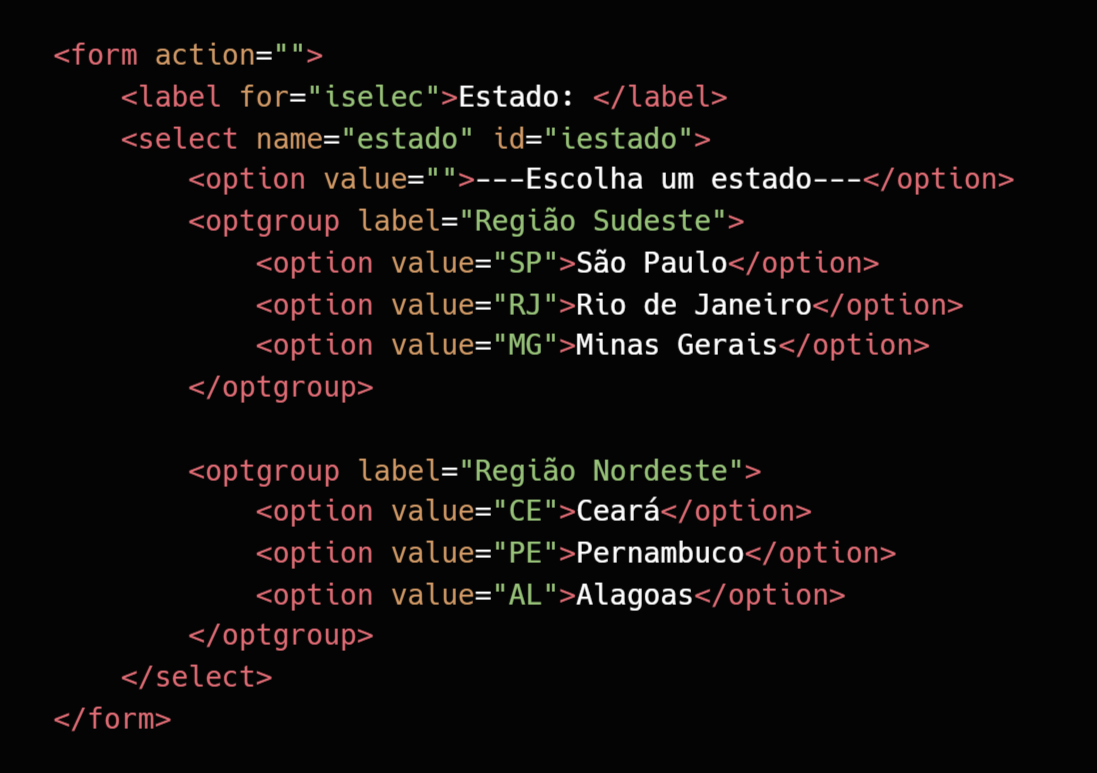 <form action="">
<label for="iselec">Estado: </label>
<select name="estado" id="iestado">
<option value="">---Escolha um estado---</option>
<optgroup label="Região Sudeste">
<option value="SP">São Paulo</option>
<option value="RJ">Rio de Janeiro</option>
<option value="MG">Minas Gerais</option>
</optgroup>
<optgroup label="Região Nordeste">
<option value="CE">Ceará</option>
<option value="PE">Pernambuco</option>
<option value="AL">Alagoas</option>
</optgroup>
</select>
</form>